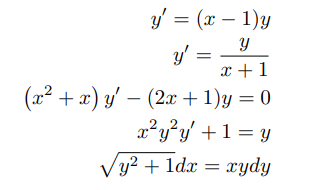 y′ = (x − 1)y
y′ = y / (x + 1)
(x² + x) y′ − (2x + 1)y = 0
x²y²y′ + 1 = y
√(y² + 1)dx = xydy